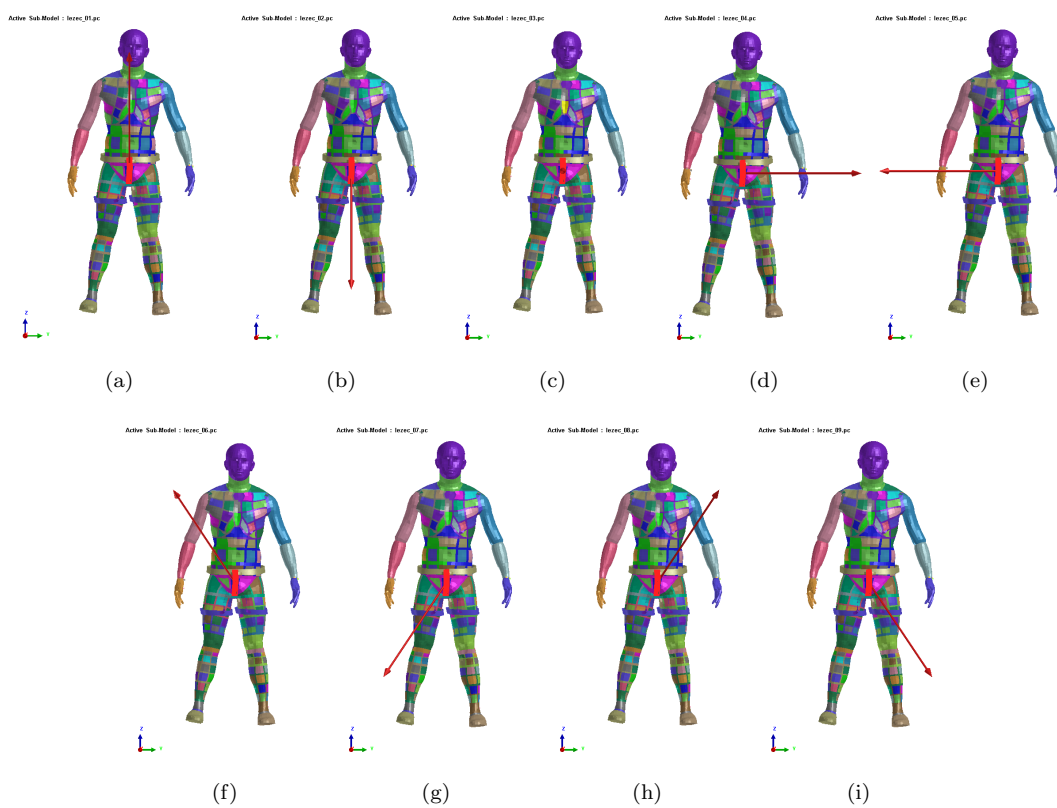 Active Sub-Model : lezec_01.pc
Active Sub-Model : lezec_02.pc
Active Sub-Model : lezec_03.pc
Active Sub-Model : lezec_04.pc
Active Sub-Model : lezec_05.pc
Z
Y
Z
Y
Z
Y
Z
Y
Z
Y
(a)
(b)
(c)
(d)
(e)
Active Sub-Model : lezec_06.pc
Active Sub-Model : lezec_07.pc
Active Sub-Model : lezec_08.pc
Active Sub-Model : lezec_09.pc
Z
Y
Z
Y
Z
Y
Z
Y
(f)
(g)
(h)
(i)